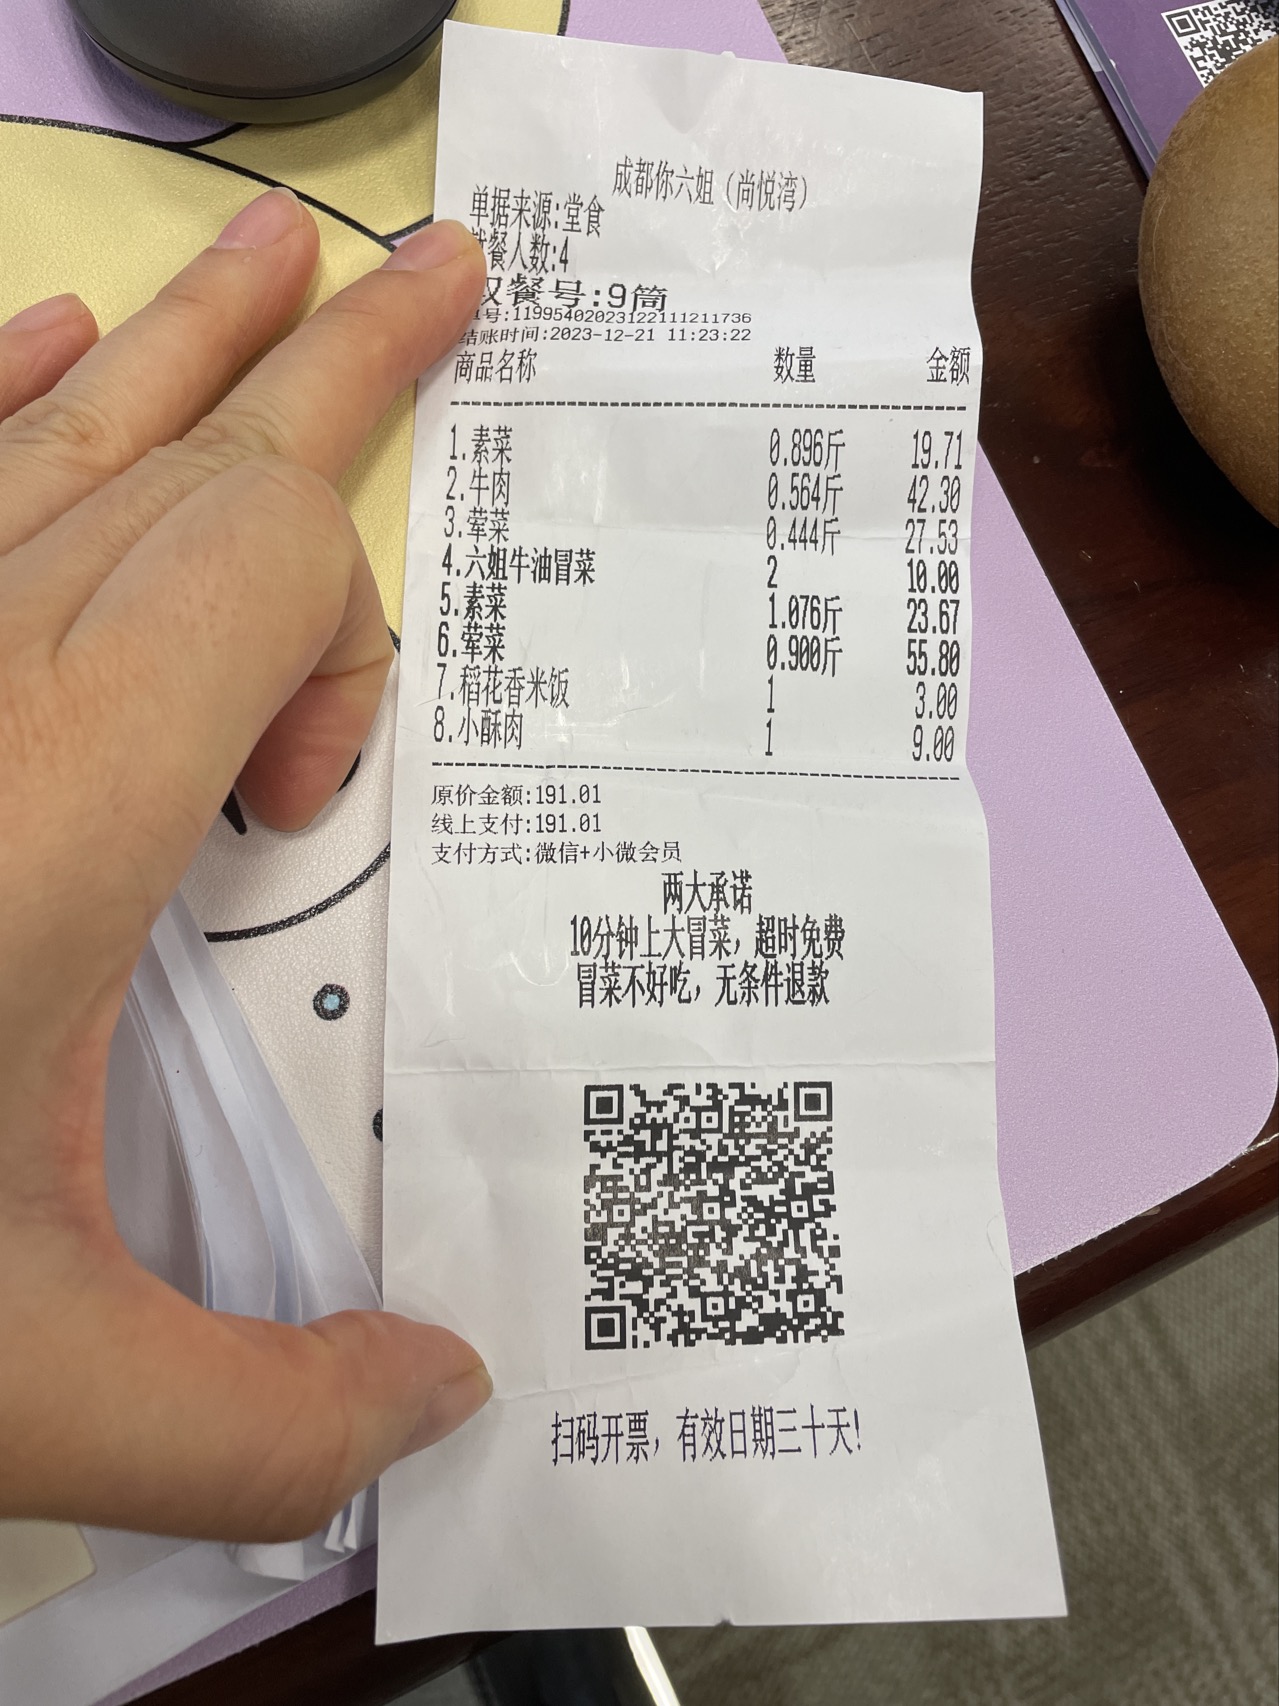 成都你六姐（尚悦湾）
单据来源:堂食
餐人数:4
取餐号:9筒
号:11995402023122111211736
结账时间:2023-12-21 11:23:22
商品名称 数量 金额
1.素菜 0.896斤 19.71
2.牛肉 0.564斤 42.30
3.荤菜 0.444斤 27.53
4.六姐牛油冒菜 2 10.00
5.素菜 1.076斤 23.67
6.荤菜 0.900斤 55.80
7.稻花香米饭 1 3.00
8.小酥肉 1 9.00
原价金额:191.01
线上支付:191.01
支付方式:微信+小微会员
两大承诺
10分钟上大冒菜，超时免费
冒菜不好吃，无条件退款
扫码开票，有效日期三十天!